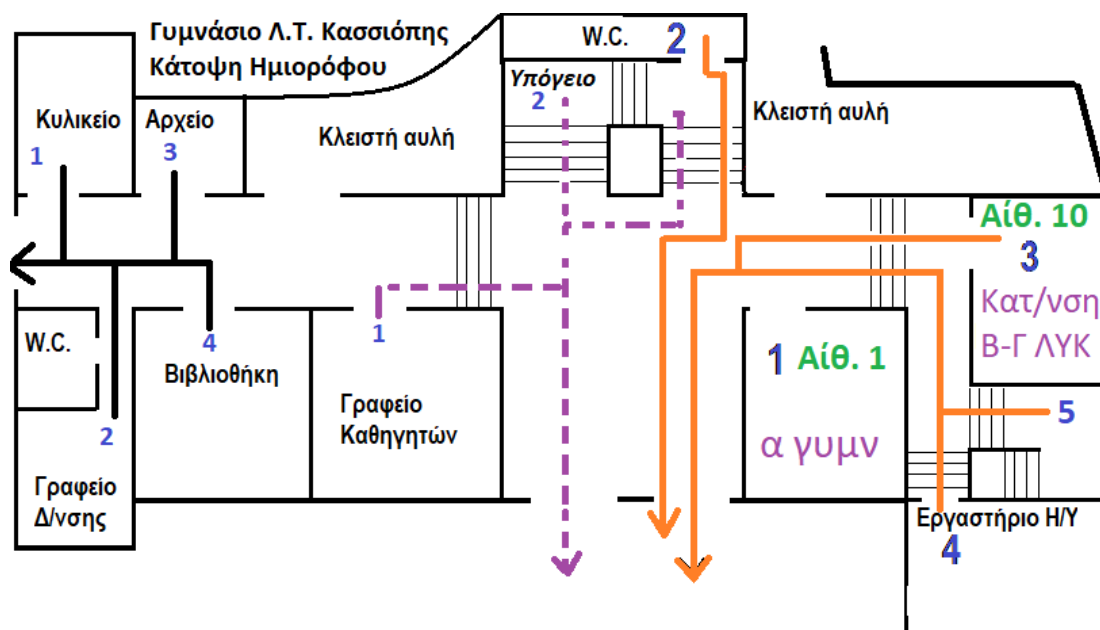 Γυμνάσιο Λ.Τ. Κασσιόπης
Κάτοψη Ημιορόφου
W.C.
2
Υπόγειο
2
Κυλικείο
1
Αρχείο
3
Κλειστή αυλή
Κλειστή αυλή
Αίθ. 10
3
Κατ/νση
Β-Γ ΛΥΚ
W.C.
4
Βιβλιοθήκη
1
Γραφείο
Καθηγητών
1 Αίθ. 1
α γυμν
5
2
Γραφείο
Δ/νσης
Εργαστήριο Η/Υ
4